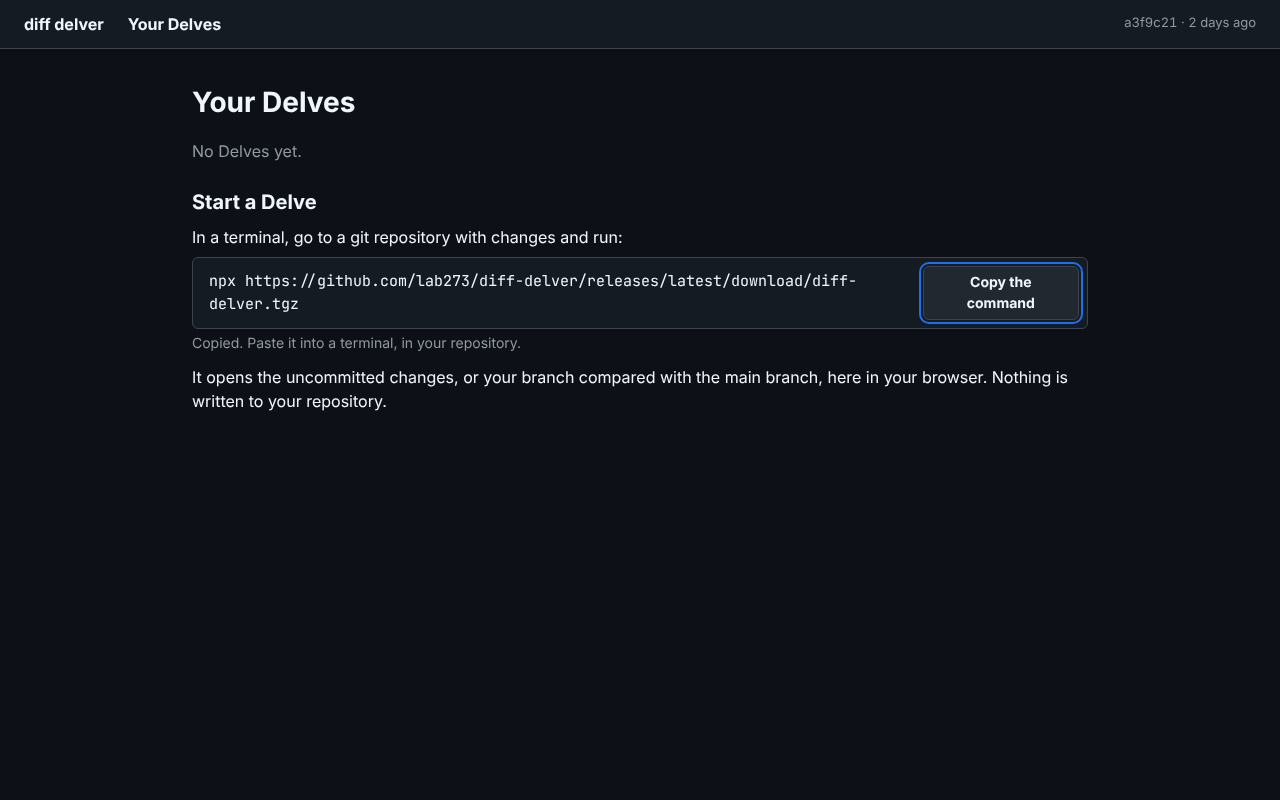 diff delver
Your Delves
a3f9c21 · 2 days ago
Your Delves
No Delves yet.
Start a Delve
In a terminal, go to a git repository with changes and run:
npx https://github.com/lab273/diff-delver/releases/latest/download/diff-
delver.tgz
Copy the
command
Copied. Paste it into a terminal, in your repository.
It opens the uncommitted changes, or your branch compared with the main branch, here in your browser. Nothing is
written to your repository.